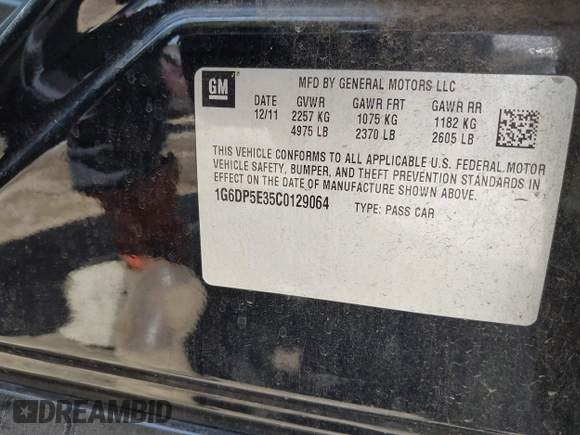 GM
MFD BY GENERAL MOTORS LLC
DATE GVWR GAWR FRT GAWR RR
12/11 2257 KG 1075 KG 1182 KG
4975 LB 2370 LB 2605 LB
THIS VEHICLE CONFORMS TO ALL APPLICABLE U.S. FEDERAL MOTOR
VEHICLE SAFETY, BUMPER, AND THEFT PREVENTION STANDARDS IN
EFFECT ON THE DATE OF MANUFACTURE SHOWN ABOVE.
1G6DP5E35C0129064 TYPE: PASS CAR
DREAMBID